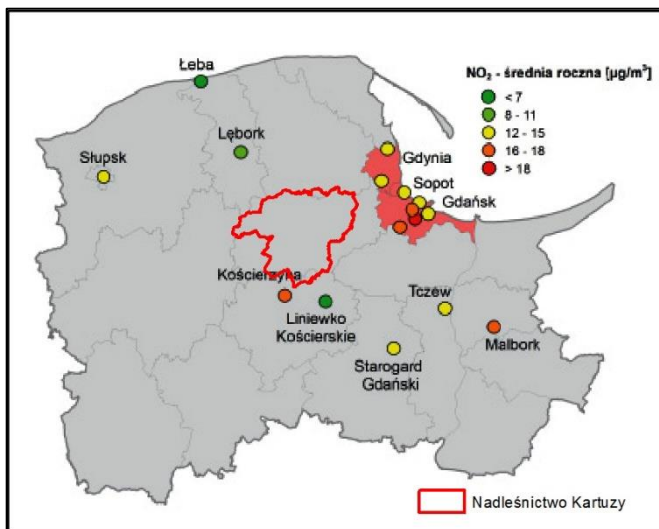 NO₂ - średnia roczna [µg/m³]
< 7
8 - 11
12 - 15
16 - 18
> 18
Łeba
Lębork
Słupsk
Gdynia
Sopot
Gdańsk
Kościerzyna
Liniewko
Kościerskie
Tczew
Malbork
Starogard
Gdański
Nadleśnictwo Kartuzy